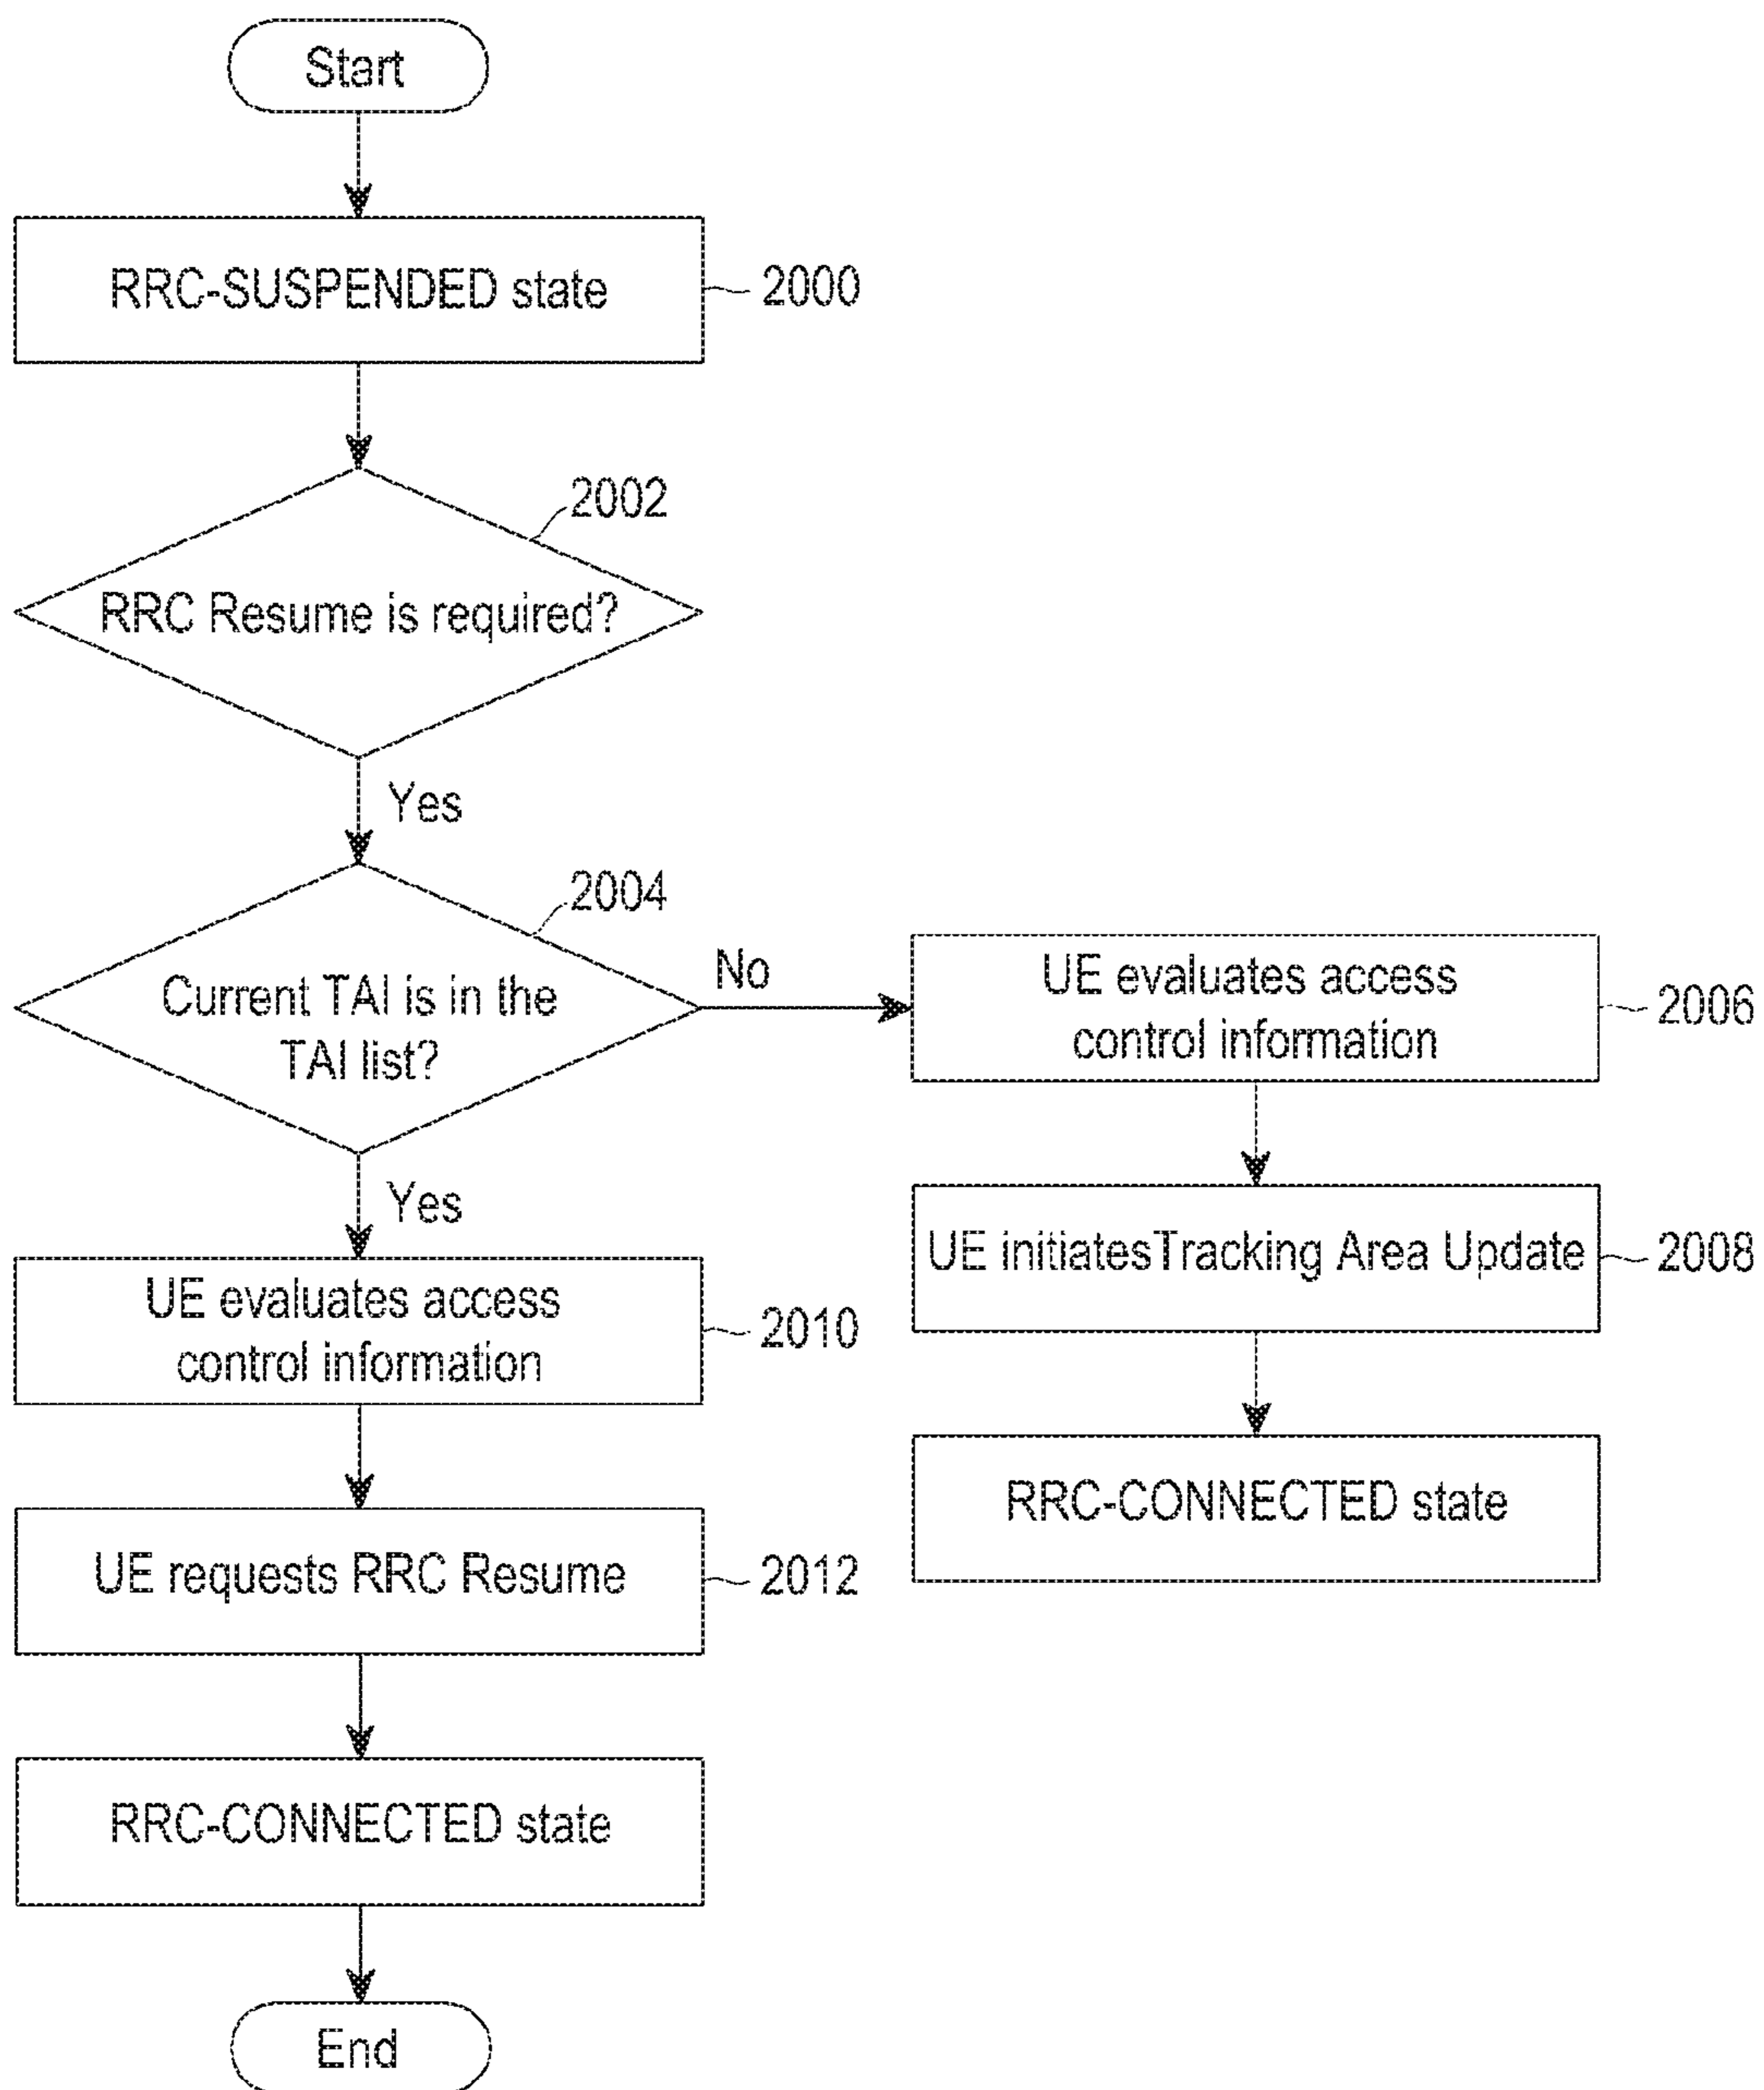 Start
RRC-SUSPENDED state
2000
2002
RRC Resume is required?
Yes
2004
Current TAI is in the
TAI list?
No
UE evaluates access
control information
2006
Yes
UE initiatesTracking Area Update
2008
UE evaluates access
control information
2010
RRC-CONNECTED state
UE requests RRC Resume
2012
RRC-CONNECTED state
End